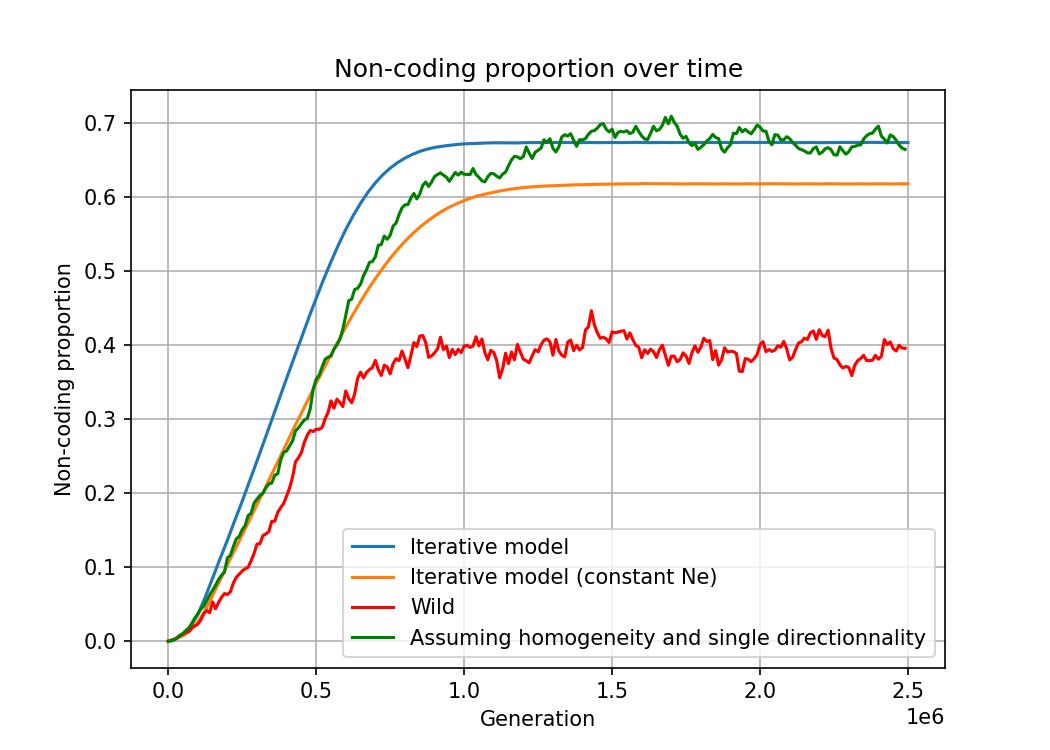 Non-coding proportion over time
Non-coding proportion
0.7
0.6
0.5
0.4
0.3
0.2
0.1
0.0
Iterative model
Iterative model (constant Ne)
Wild
Assuming homogeneity and single directionnality
0.0 0.5 1.0 1.5 2.0 2.5
Generation
1e6